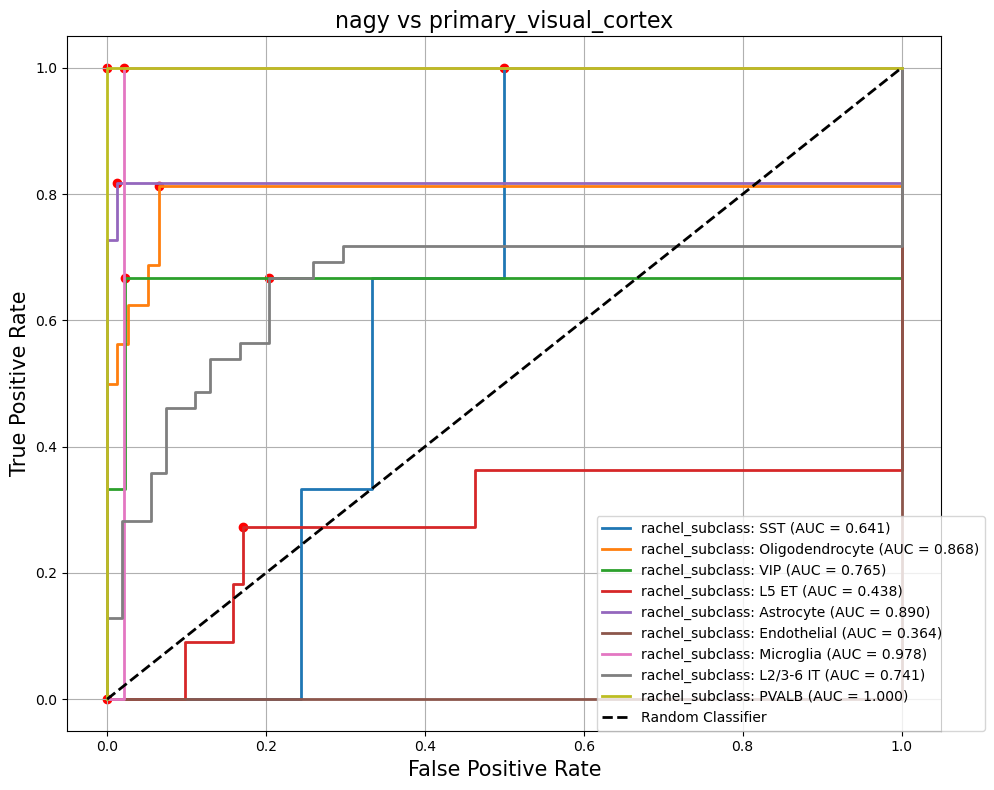 nagy vs primary_visual_cortex
True Positive Rate
1.0
0.8
0.6
0.4
0.2
0.0
rachel_subclass: SST (AUC = 0.641)
rachel_subclass: Oligodendrocyte (AUC = 0.868)
rachel_subclass: VIP (AUC = 0.765)
rachel_subclass: L5 ET (AUC = 0.438)
rachel_subclass: Astrocyte (AUC = 0.890)
rachel_subclass: Endothelial (AUC = 0.364)
rachel_subclass: Microglia (AUC = 0.978)
rachel_subclass: L2/3-6 IT (AUC = 0.741)
rachel_subclass: PVALB (AUC = 1.000)
Random Classifier
0.0 0.2 0.4 0.6 0.8 1.0
False Positive Rate